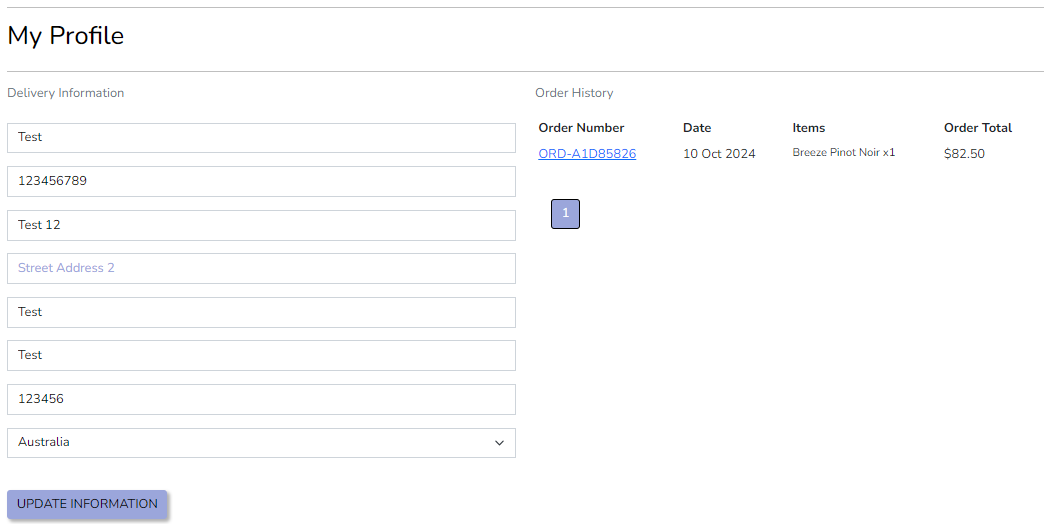 My Profile
Delivery Information
Test
123456789
Test 12
Street Address 2
Test
Test
123456
Australia
UPDATE INFORMATION
Order History
Order Number Date Items Order Total
ORD-A1D85826 10 Oct 2024 Breeze Pinot Noir x1 $82.50
1